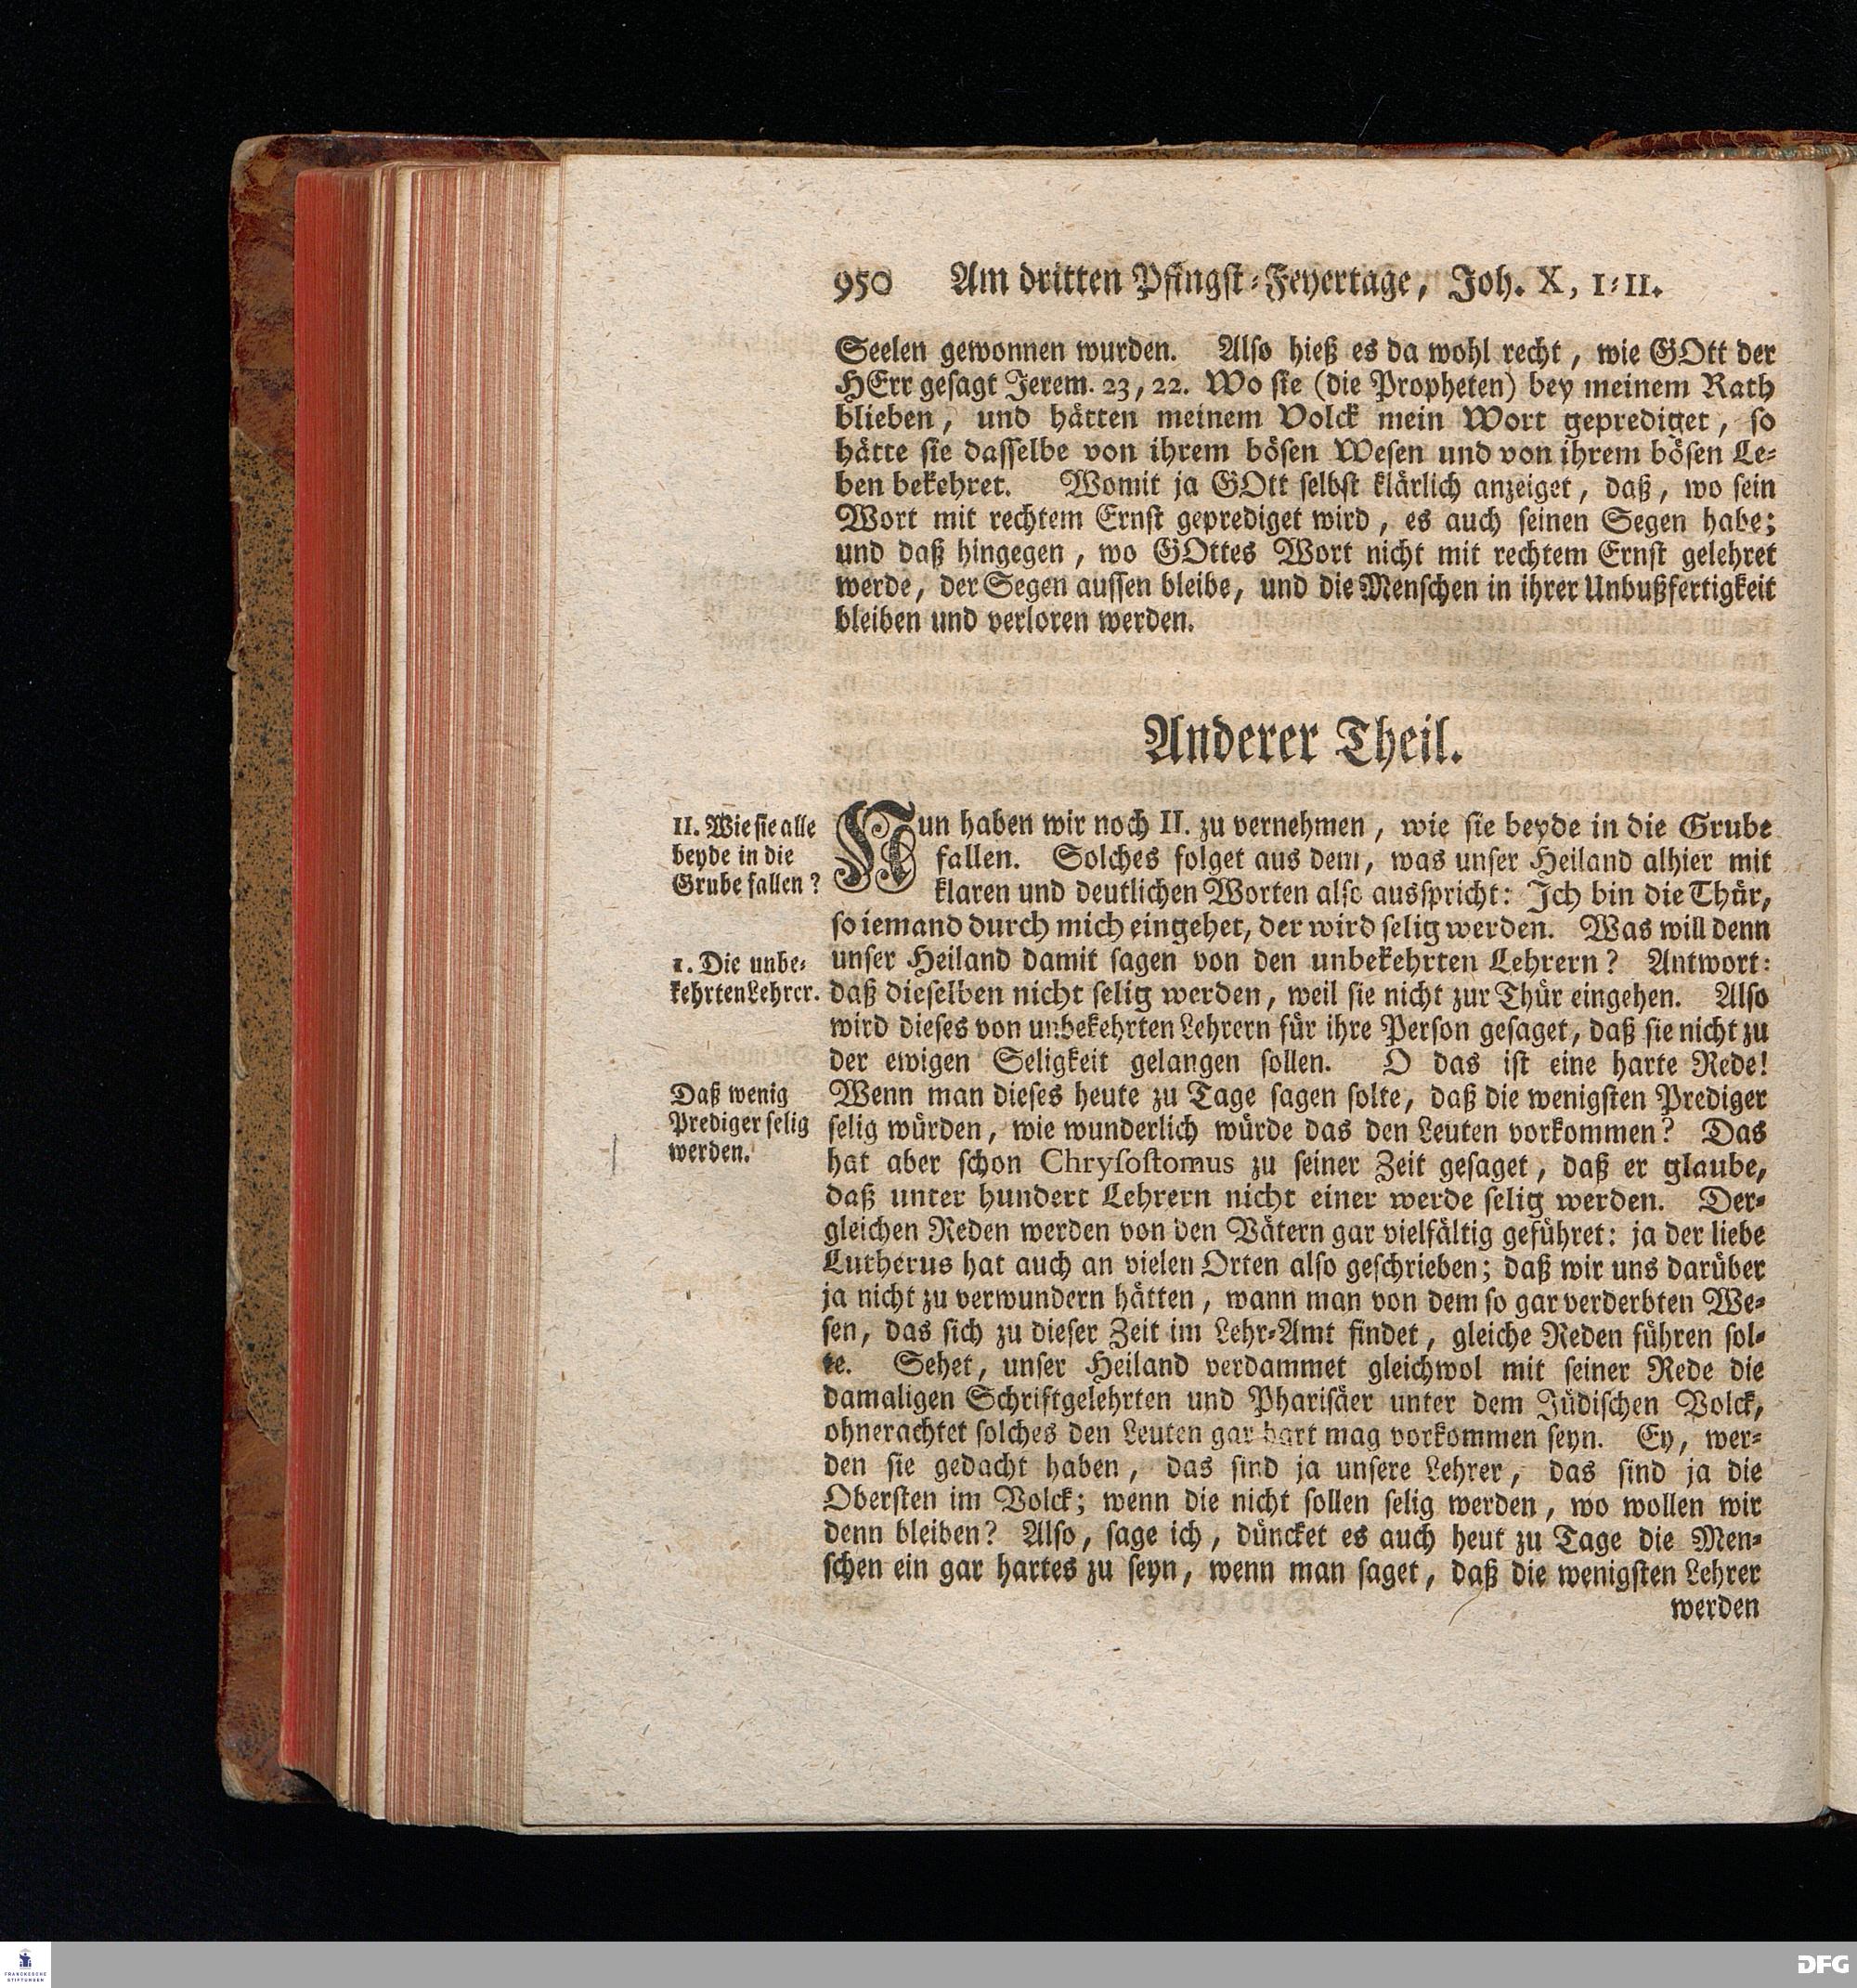 950 Am dritten Pfingst-Feyertage, Joh. X, 1-11.
Seelen gewonnen wurden. Also hieß es da wohl recht, wie GOtt der
HErr gesagt Jerem. 23, 22. Wo sie (die Propheten) bey meinem Rath
blieben, und hätten meinem Volck mein Wort geprediget, so
hätte sie dasselbe von ihrem bösen Wesen und von ihrem bösen Le-
ben bekehret. Womit ja GOtt selbst klärlich anzeiget, daß, wo sein
Wort mit rechtem Ernst geprediget wird, es auch seinen Segen habe;
und daß hingegen, wo GOttes Wort nicht mit rechtem Ernst gelehret
werde, der Segen aussen bleibe, und die Menschen in ihrer Unbußfertigkeit
bleiben und verloren werden.
Anderer Theil.
II. Wie sie alle
beyde in die
Grube fallen?
Nun haben wir noch II. zu vernehmen, wie sie beyde in die Grube
fallen. Solches folget aus dem, was unser Heiland alhier mit
klaren und deutlichen Worten also ausspricht: Ich bin die Thür,
so iemand durch mich eingehet, der wird selig werden. Was will denn
1. Die unbe-
kehrten Lehrer.
unser Heiland damit sagen von den unbekehrten Lehrern? Antwort:
daß dieselben nicht selig werden, weil sie nicht zur Thür eingehen. Also
wird dieses von unbekehrten Lehrern für ihre Person gesaget, daß sie nicht zu
der ewigen Seligkeit gelangen sollen. O das ist eine harte Rede!
Daß wenig
Prediger selig
werden.
Wenn man dieses heute zu Tage sagen solte, daß die wenigsten Prediger
selig würden, wie wunderlich würde das den Leuten vorkommen? Das
hat aber schon Chrysostomus zu seiner Zeit gesaget, daß er glaube,
daß unter hundert Lehrern nicht einer werde selig werden. Der-
gleichen Reden werden von den Vätern gar vielfältig geführet: ja der liebe
Lutherus hat auch an vielen Orten also geschrieben; daß wir uns darüber
ja nicht zu verwundern hätten, wann man von dem so gar verderbten We-
sen, das sich zu dieser Zeit im Lehr-Amt findet, gleiche Reden führen sol-
te. Sehet, unser Heiland verdammet gleichwol mit seiner Rede die
damaligen Schriftgelehrten und Pharisäer unter dem Jüdischen Volck,
ohnerachtet solches den Leuten gar hart mag vorkommen seyn. Ey, wer-
den sie gedacht haben, das sind ja unsere Lehrer, das sind ja die
Obersten im Volck; wenn die nicht sollen selig werden, wo wollen wir
denn bleiben? Also, sage ich, düncket es auch heut zu Tage die Men-
schen ein gar hartes zu seyn, wenn man saget, daß die wenigsten Lehrer
werden
FRANCKESCHE
STIFTUNGEN
DFG